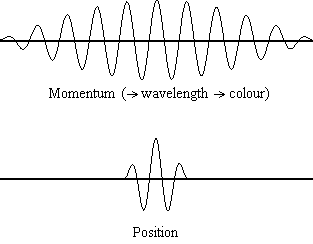 Momentum (→ wavelength → colour)
Position